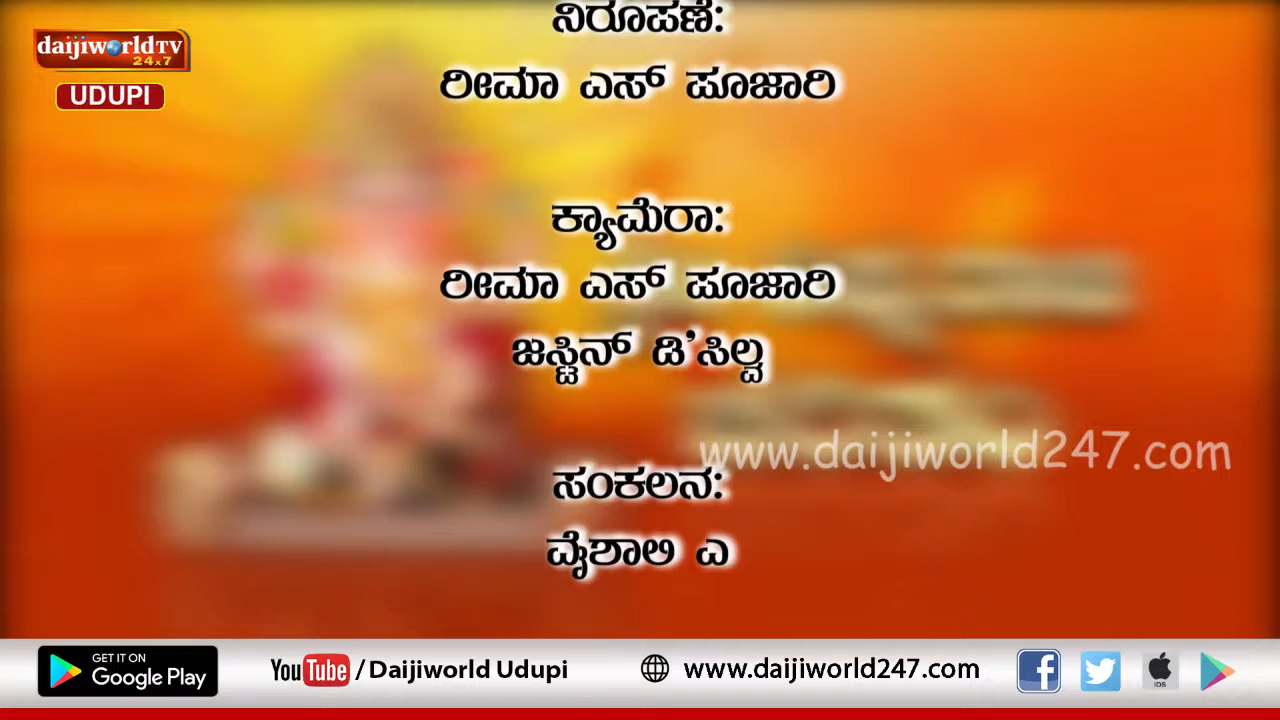 ನಿರೂಪಣೆ:
daijiworldTV
24x7
UDUPI
ರೀಮಾ ಎಸ್ ಪೂಜಾರಿ
ಕ್ಯಾಮೆರಾ:
ರೀಮಾ ಎಸ್ ಪೂಜಾರಿ
ಜಸ್ಟಿನ್ ಡಿ'ಸಿಲ್ವ
www.daijiworld247.com
ಸಂಕಲನ:
ವೈಶಾಲಿ ಎ
GET IT ON
Google Play
YouTube /Daijiworld Udupi
www.daijiworld247.com
iOS